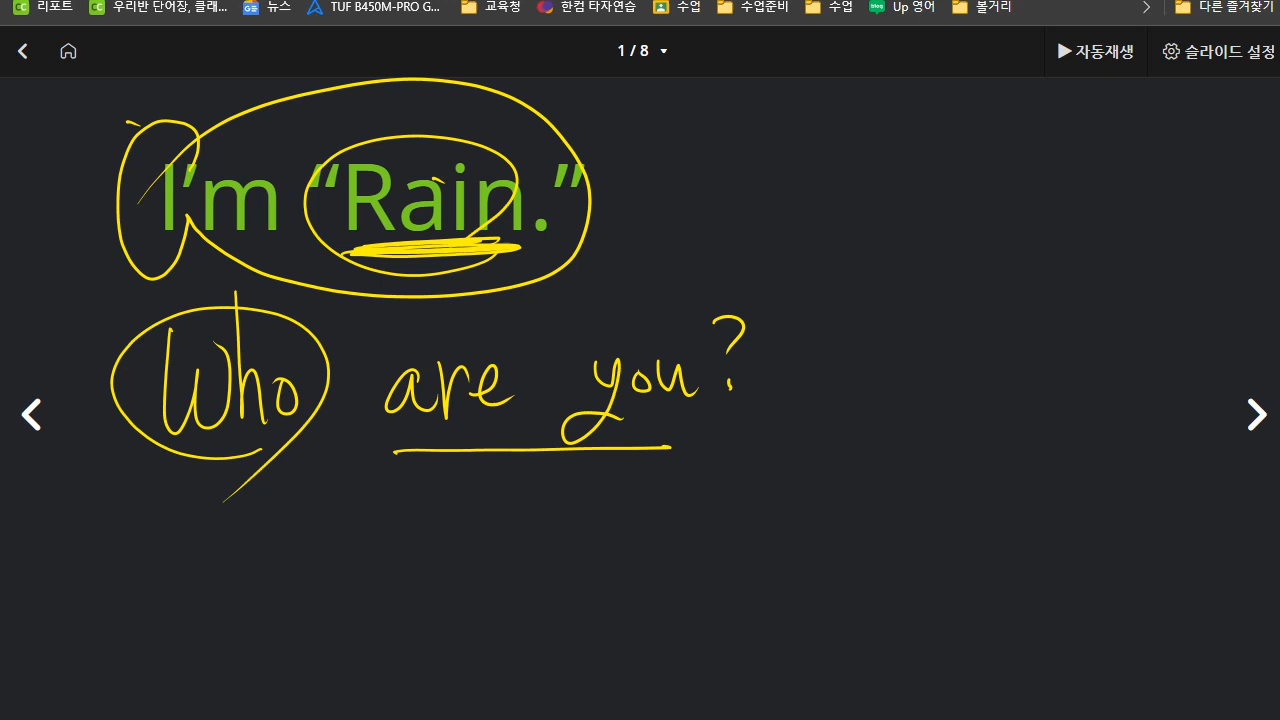 리포트 우리반 단어장, 클래... 뉴스 TUF B450M-PRO G... 교육청 한컴 타자연습 수업 수업준비 수업 Up 영어 볼거리 다른 즐겨찾기
1 / 8 자동재생 슬라이드 설정
I'm “Rain.”
Who are you?